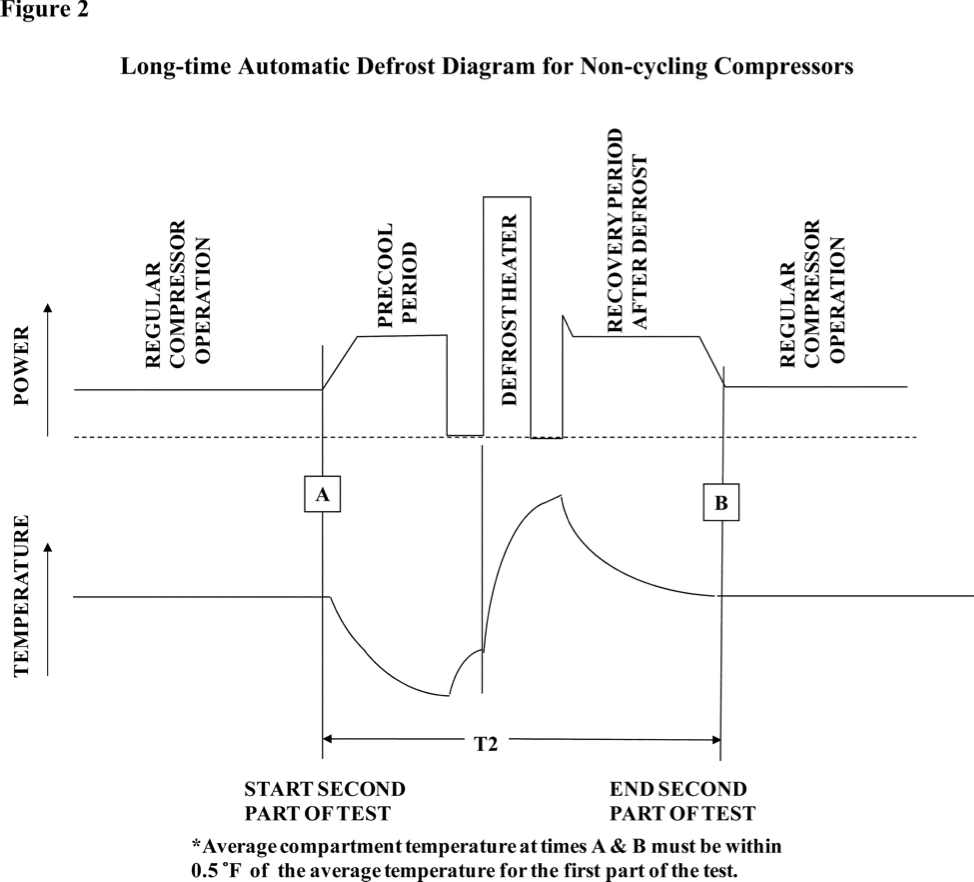 Figure 2
Long-time Automatic Defrost Diagram for Non-cycling Compressors
REGULAR
COMPRESSOR
OPERATION
PRECOOL
PERIOD
DEFROST HEATER
RECOVERY PERIOD
AFTER DEFROST
REGULAR
COMPRESSOR
OPERATION
POWER
A
B
TEMPERATURE
T2
START SECOND
PART OF TEST
END SECOND
PART OF TEST
*Average compartment temperature at times A & B must be within
0.5 ˚F of the average temperature for the first part of the test.